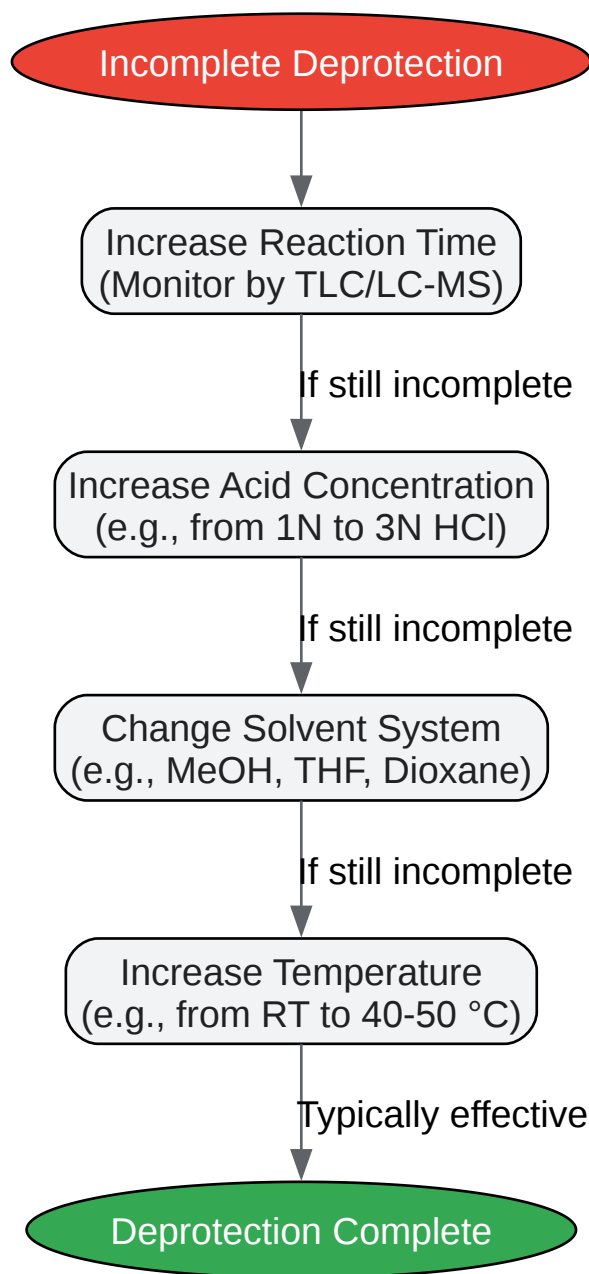 Incomplete Deprotection
Increase Reaction Time
(Monitor by TLC/LC-MS)
If still incomplete
Increase Acid Concentration
(e.g., from 1N to 3N HCl)
If still incomplete
Change Solvent System
(e.g., MeOH, THF, Dioxane)
If still incomplete
Increase Temperature
(e.g., from RT to 40-50 °C)
Typically effective
Deprotection Complete